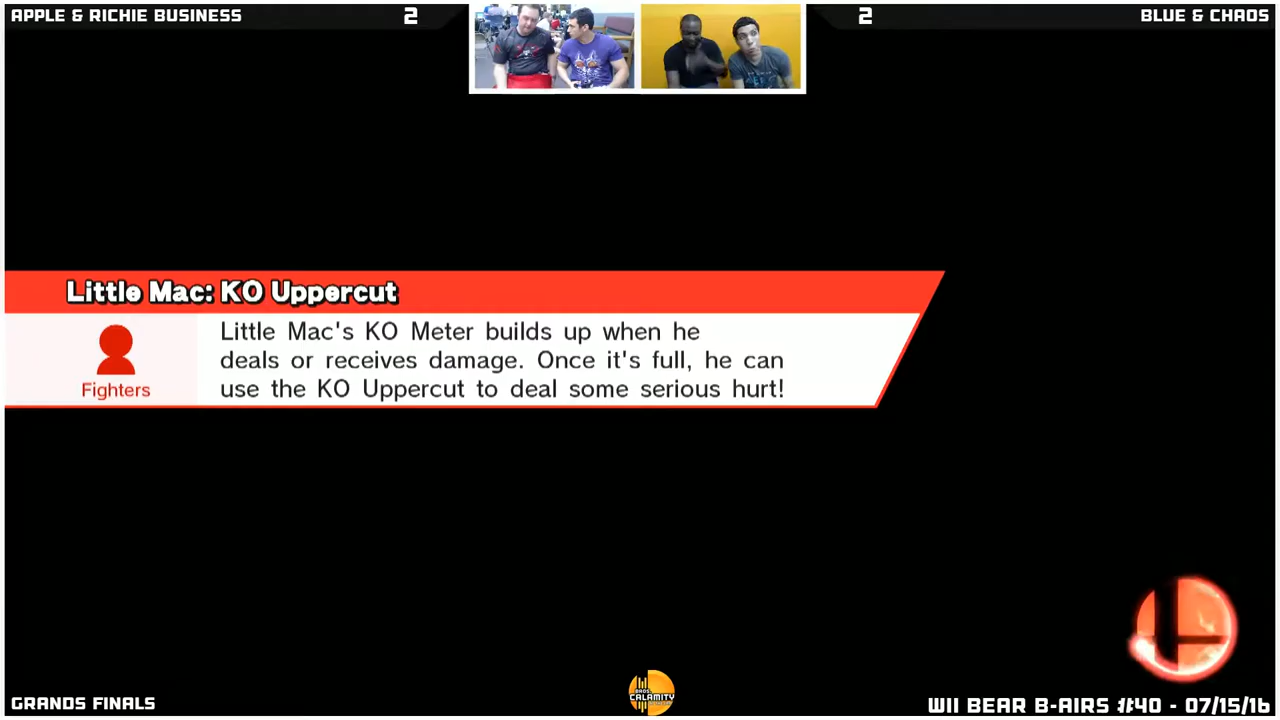 APPLE & RICHIE BUSINESS 2
2 BLUE & CHAOS
Little Mac: KO Uppercut
Little Mac's KO Meter builds up when he
deals or receives damage. Once it's full, he can
use the KO Uppercut to deal some serious hurt!
Fighters
CALAMITY
GRANDS FINALS
WII BEAR B-AIRS #40 - 07/15/16